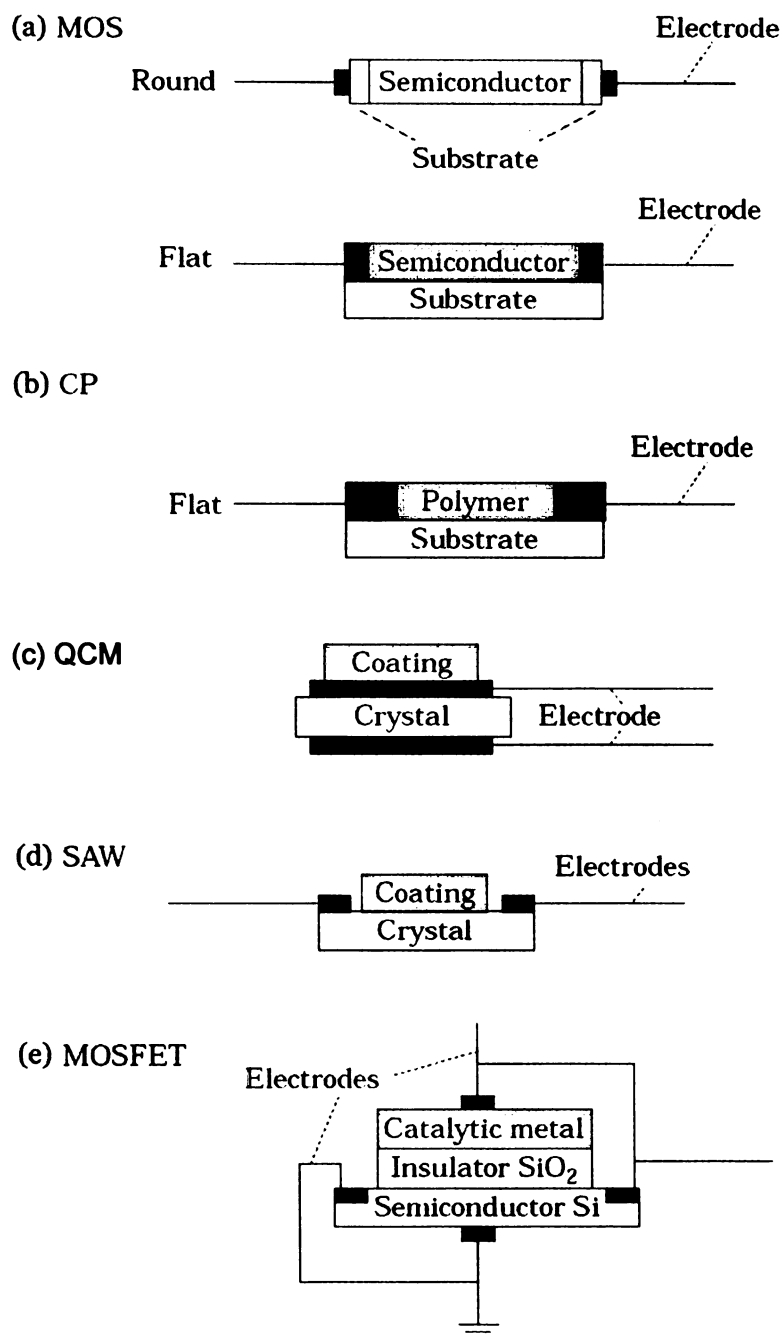 (a) MOS
Electrode
Round
Semiconductor
Substrate
Electrode
Flat
Semiconductor
Substrate
(b) CP
Electrode
Flat
Polymer
Substrate
(c) QCM
Coating
Crystal
Electrode
(d) SAW
Electrodes
Coating
Crystal
(e) MOSFET
Electrodes
Catalytic metal
Insulator SiO₂
Semiconductor Si